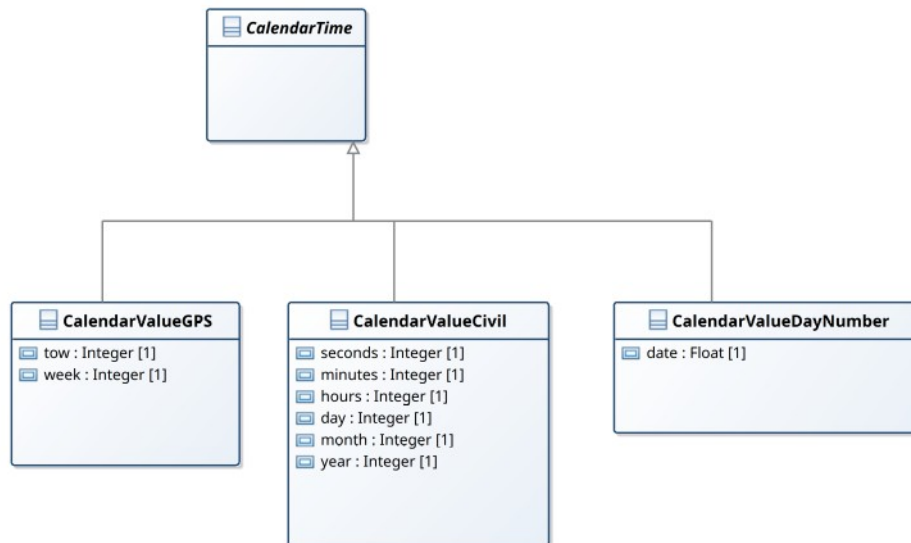 CalendarTime
CalendarValueGPS
tow : Integer [1]
week : Integer [1]
CalendarValueCivil
seconds : Integer [1]
minutes : Integer [1]
hours : Integer [1]
day : Integer [1]
month : Integer [1]
year : Integer [1]
CalendarValueDayNumber
date : Float [1]